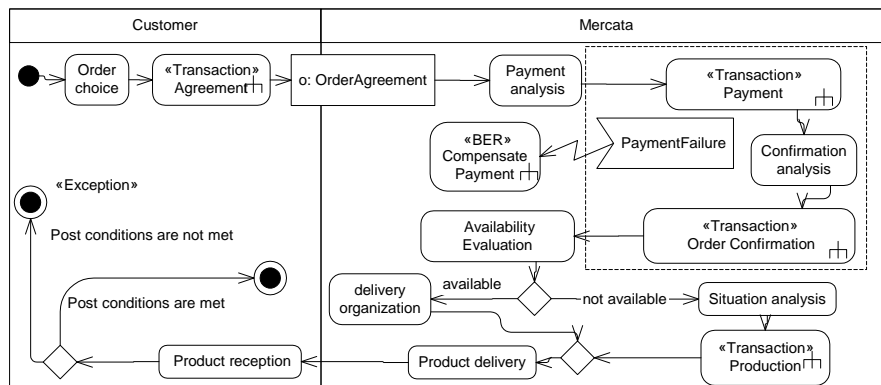 Customer
Mercata
Order
choice
«Transaction»
Agreement
o: OrderAgreement
Payment
analysis
«Transaction»
Payment
«BER»
Compensate
Payment
PaymentFailure
Confirmation
analysis
«Exception»
Post conditions are not met
Availability
Evaluation
«Transaction»
Order Confirmation
Post conditions are met
delivery
organization
available
not available
Situation analysis
Product reception
Product delivery
«Transaction»
Production